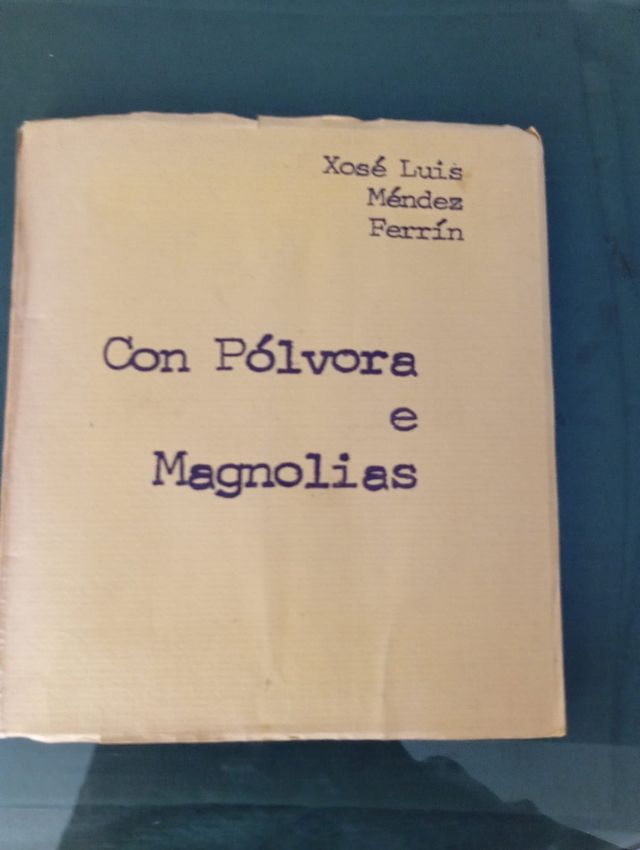 Xosé Luis
Méndez
Ferrín
Con Pólvora
e
Magnolias